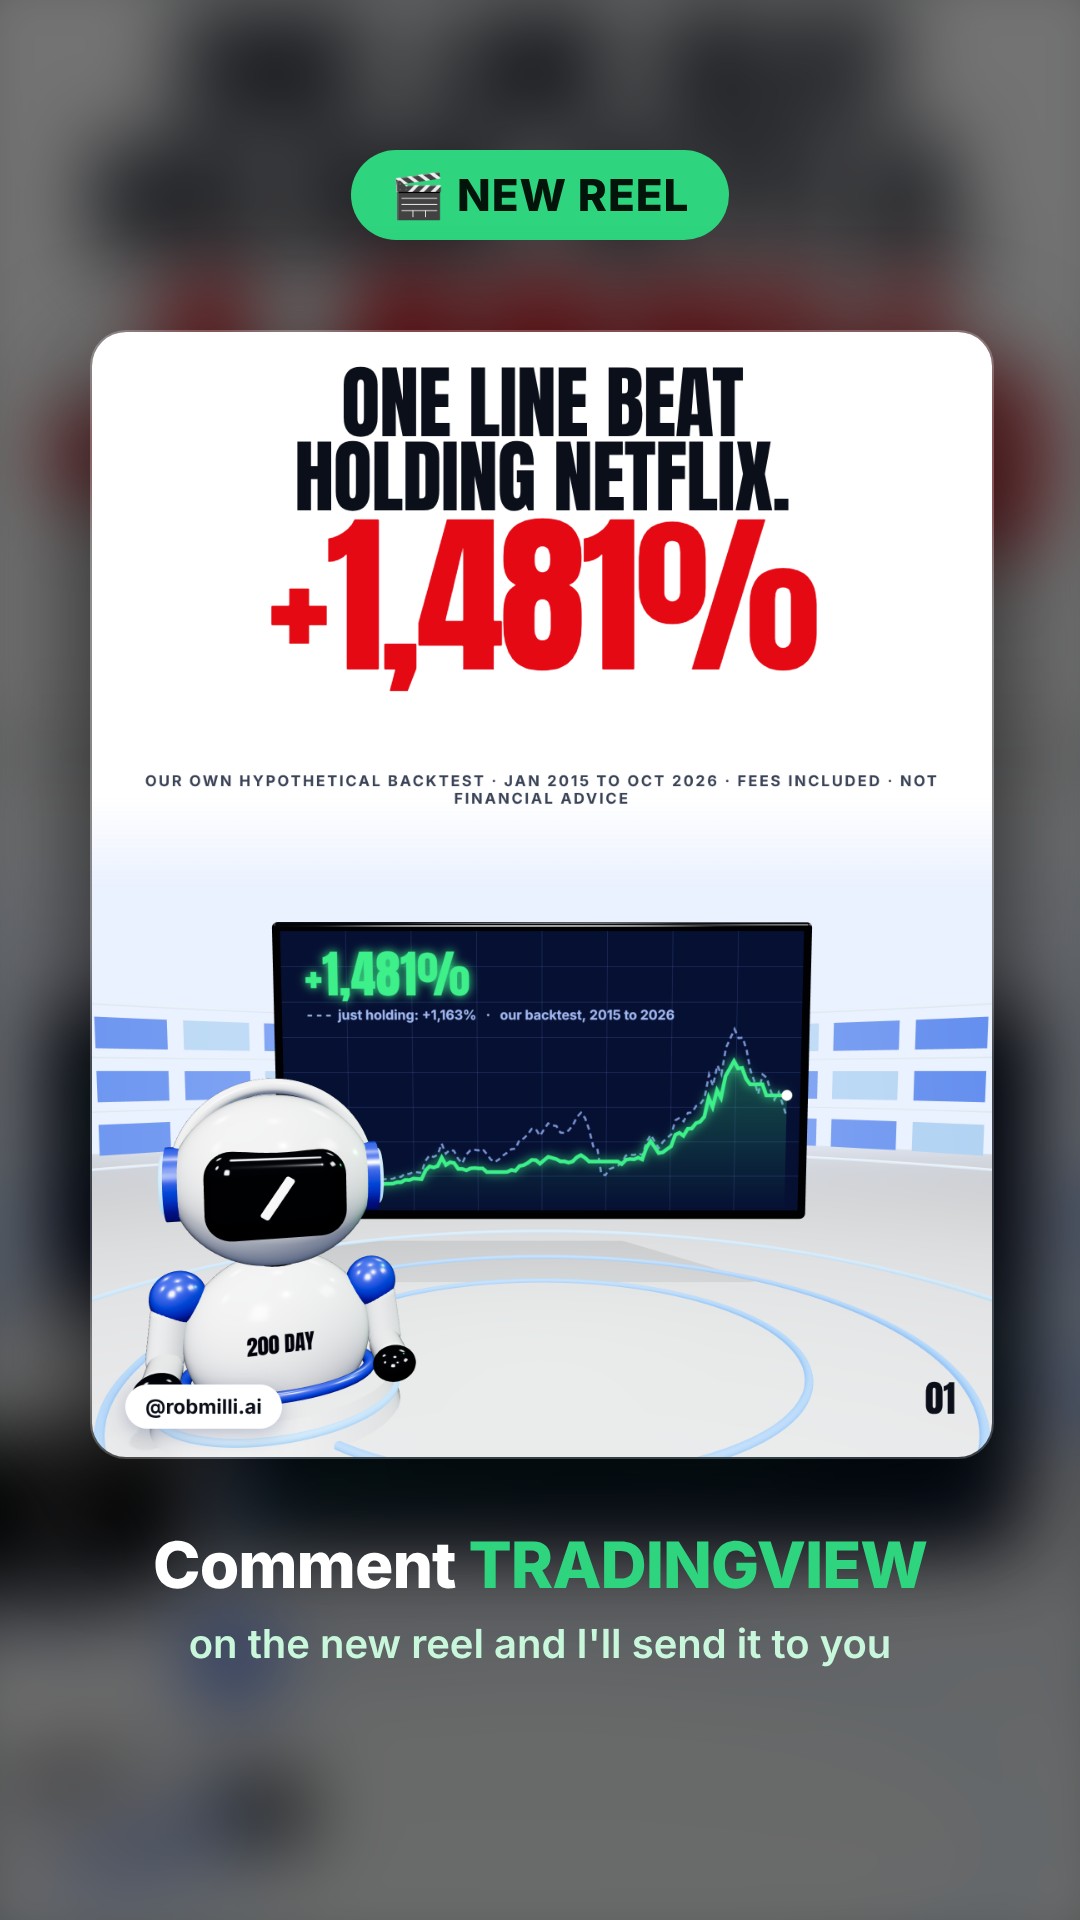 🎬 NEW REEL
ONE LINE BEAT
HOLDING NETFLIX.
+1,481%
OUR OWN HYPOTHETICAL BACKTEST · JAN 2015 TO OCT 2026 · FEES INCLUDED · NOT
FINANCIAL ADVICE
+1,481%
--- just holding: +1,163% · our backtest, 2015 to 2026
200 DAY
@robmilli.ai
01
Comment TRADINGVIEW
on the new reel and I'll send it to you